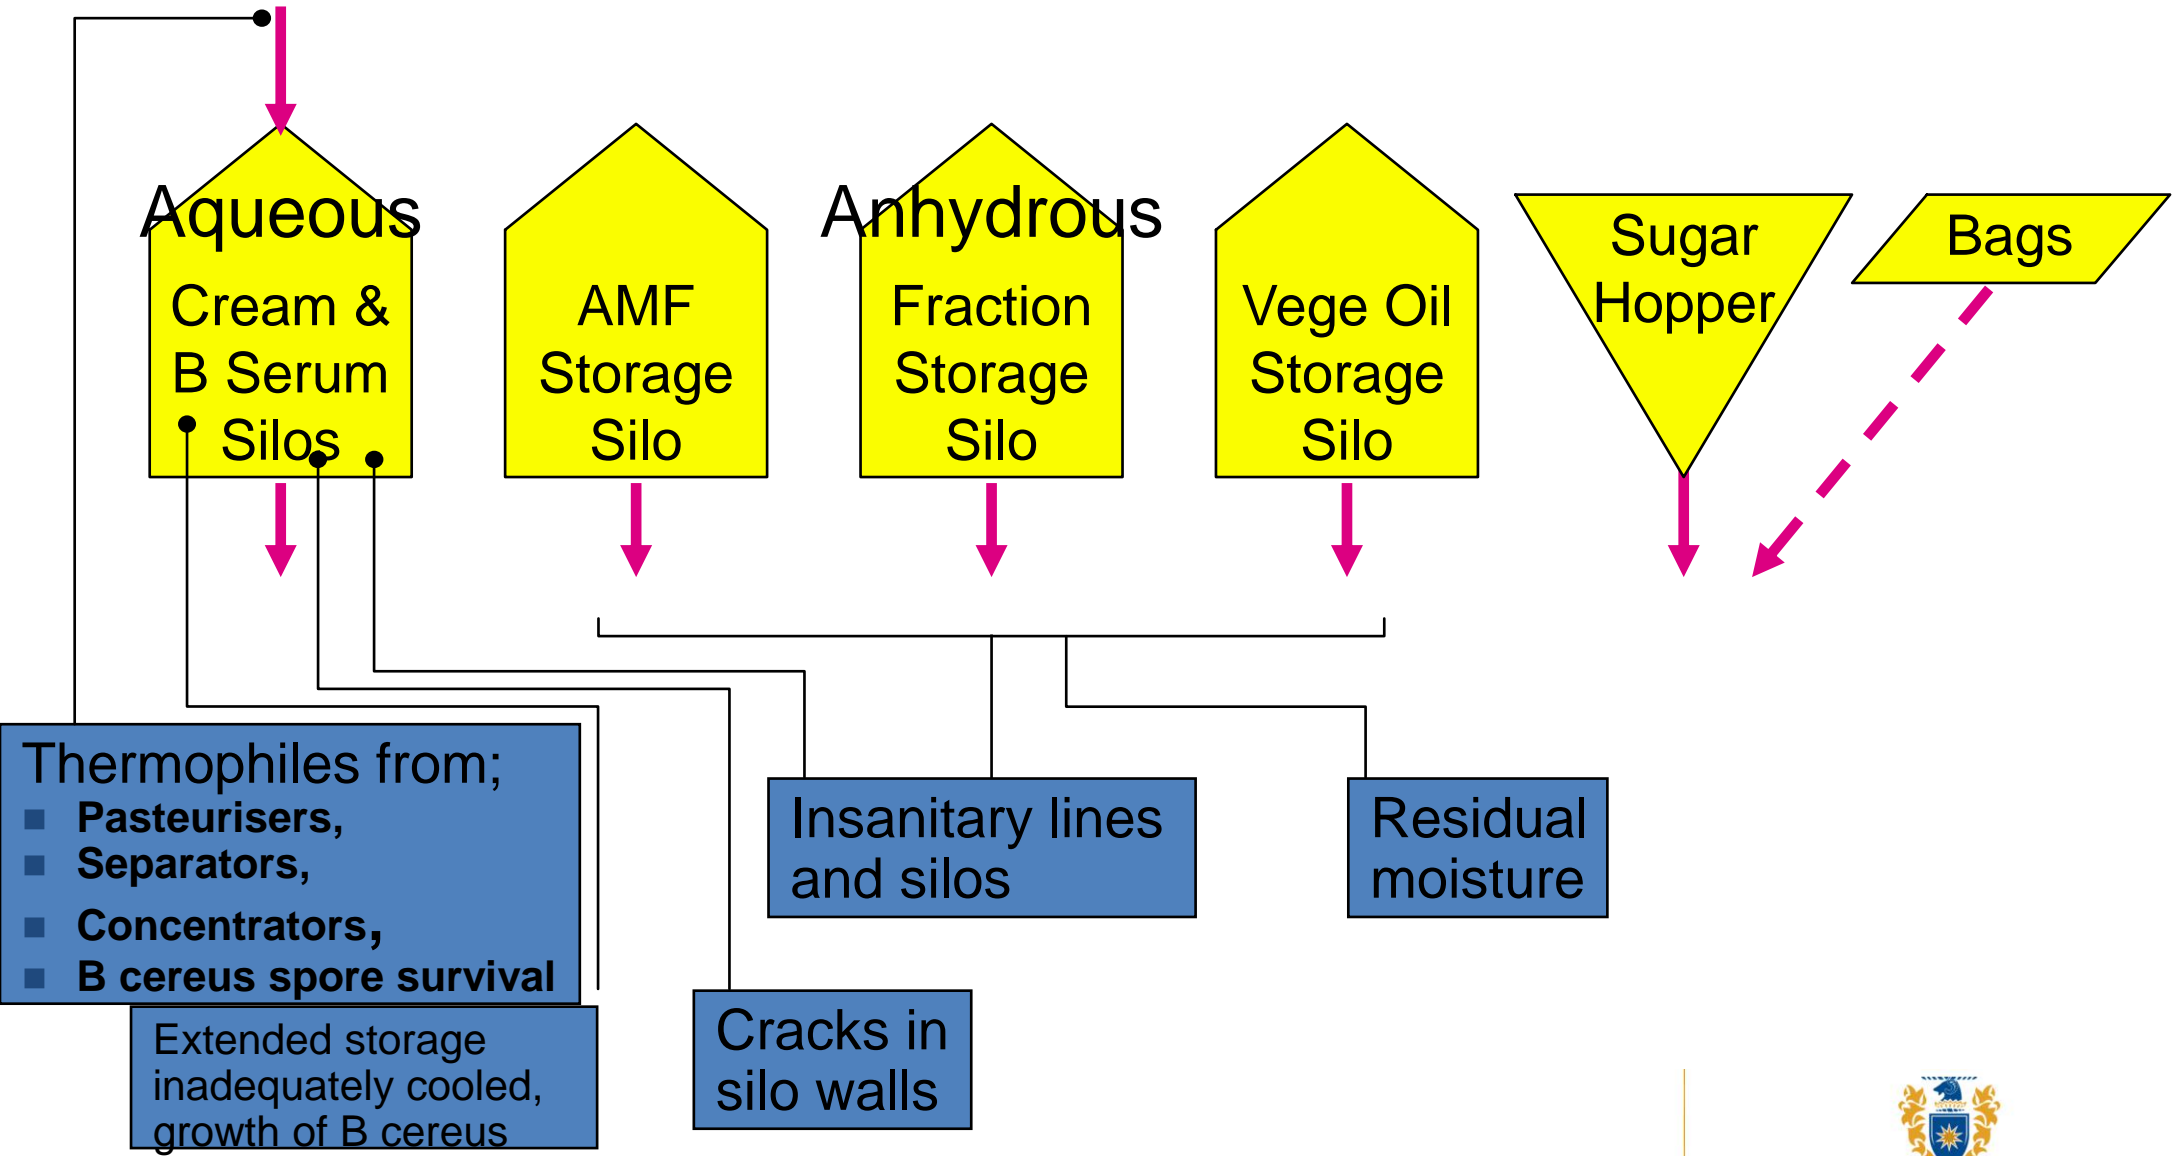 Aqueous
Cream &
B Serum
Silos
AMF
Storage
Silo
Anhydrous
Fraction
Storage
Silo
Vege Oil
Storage
Silo
Sugar
Hopper
Bags
Thermophiles from;
Pasteurisers,
Separators,
Concentrators,
B cereus spore survival
Extended storage
inadequately cooled,
growth of B cereus
Cracks in
silo walls
Insanitary lines
and silos
Residual
moisture